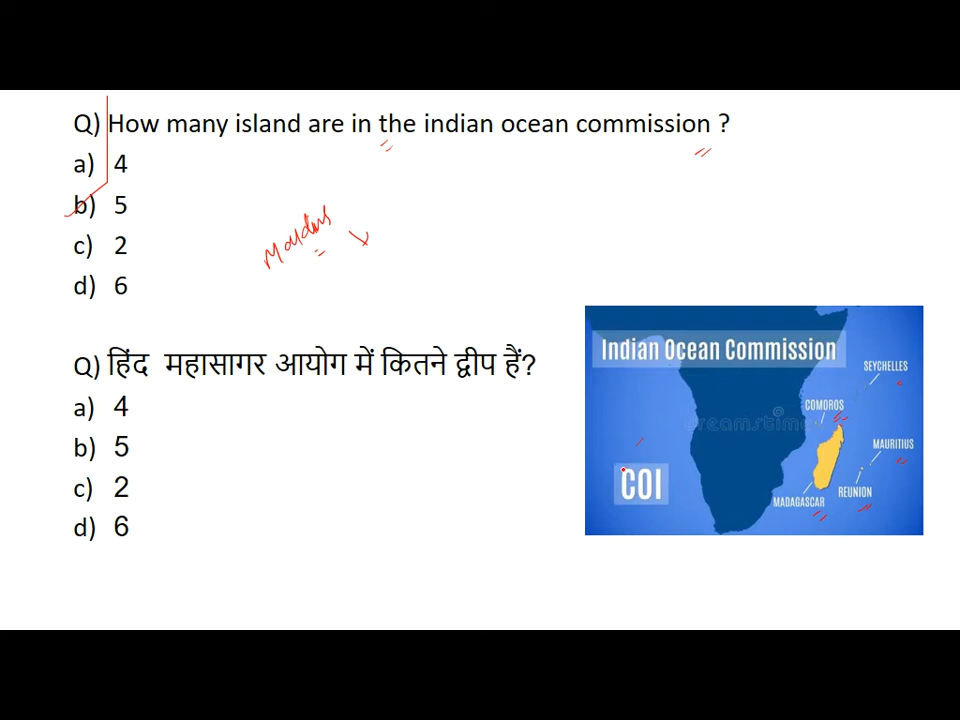 Q) How many island are in the indian ocean commission ?
a) 4
b) 5
c) 2
d) 6
Q) हिंद महासागर आयोग में कितने द्वीप हैं?
a) 4
b) 5
c) 2
d) 6
Indian Ocean Commission
SEYCHELLES
COMOROS
dreamstime
MAURITIUS
COI
REUNION
MADAGASCAR